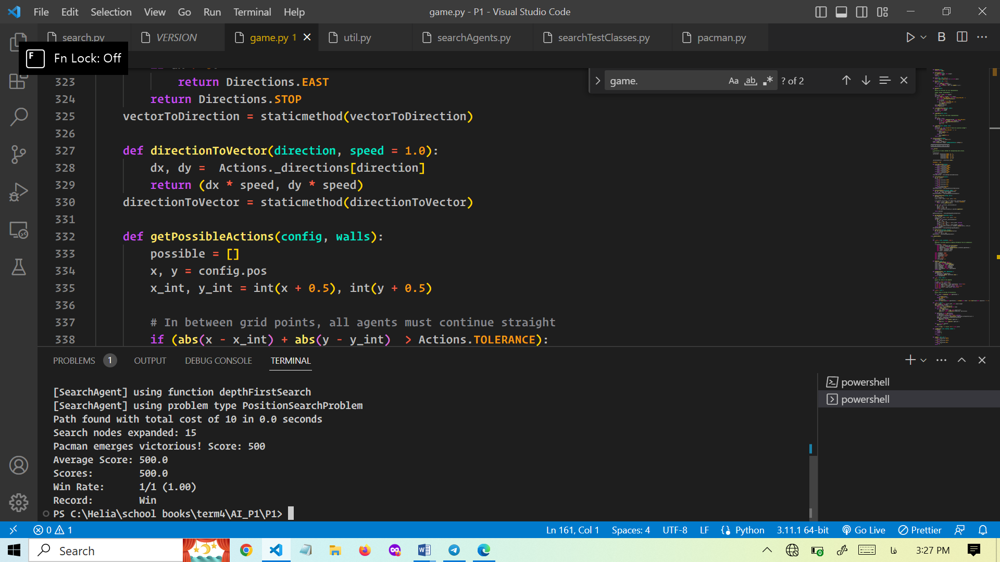 File Edit Selection View Go Run Terminal Help game.py - P1 - Visual Studio Code
search.py VERSION game.py 1 util.py searchAgents.py searchTestClasses.py pacman.py B
F Fn Lock: Off
game. Aa ab ? of 2
323 return Directions.EAST
324 return Directions.STOP
325 vectorToDirection = staticmethod(vectorToDirection)
326
327 def directionToVector(direction, speed = 1.0):
328 dx, dy =  Actions._directions[direction]
329 return (dx * speed, dy * speed)
330 directionToVector = staticmethod(directionToVector)
331
332 def getPossibleActions(config, walls):
333 possible = []
334 x, y = config.pos
335 x_int, y_int = int(x + 0.5), int(y + 0.5)
336
337 # In between grid points, all agents must continue straight
338 if (abs(x - x_int) + abs(y - y_int)  > Actions.TOLERANCE):
PROBLEMS 1 OUTPUT DEBUG CONSOLE TERMINAL
powershell
powershell
[SearchAgent] using function depthFirstSearch
[SearchAgent] using problem type PositionSearchProblem
Path found with total cost of 10 in 0.0 seconds
Search nodes expanded: 15
Pacman emerges victorious! Score: 500
Average Score: 500.0
Scores: 500.0
Win Rate: 1/1 (1.00)
Record: Win
PS C:\Helia\school books\term4\AI_P1\P1>
0 1 Ln 161, Col 1 Spaces: 4 UTF-8 LF Python 3.11.1 64-bit Go Live Prettier
Search فا 3:27 PM